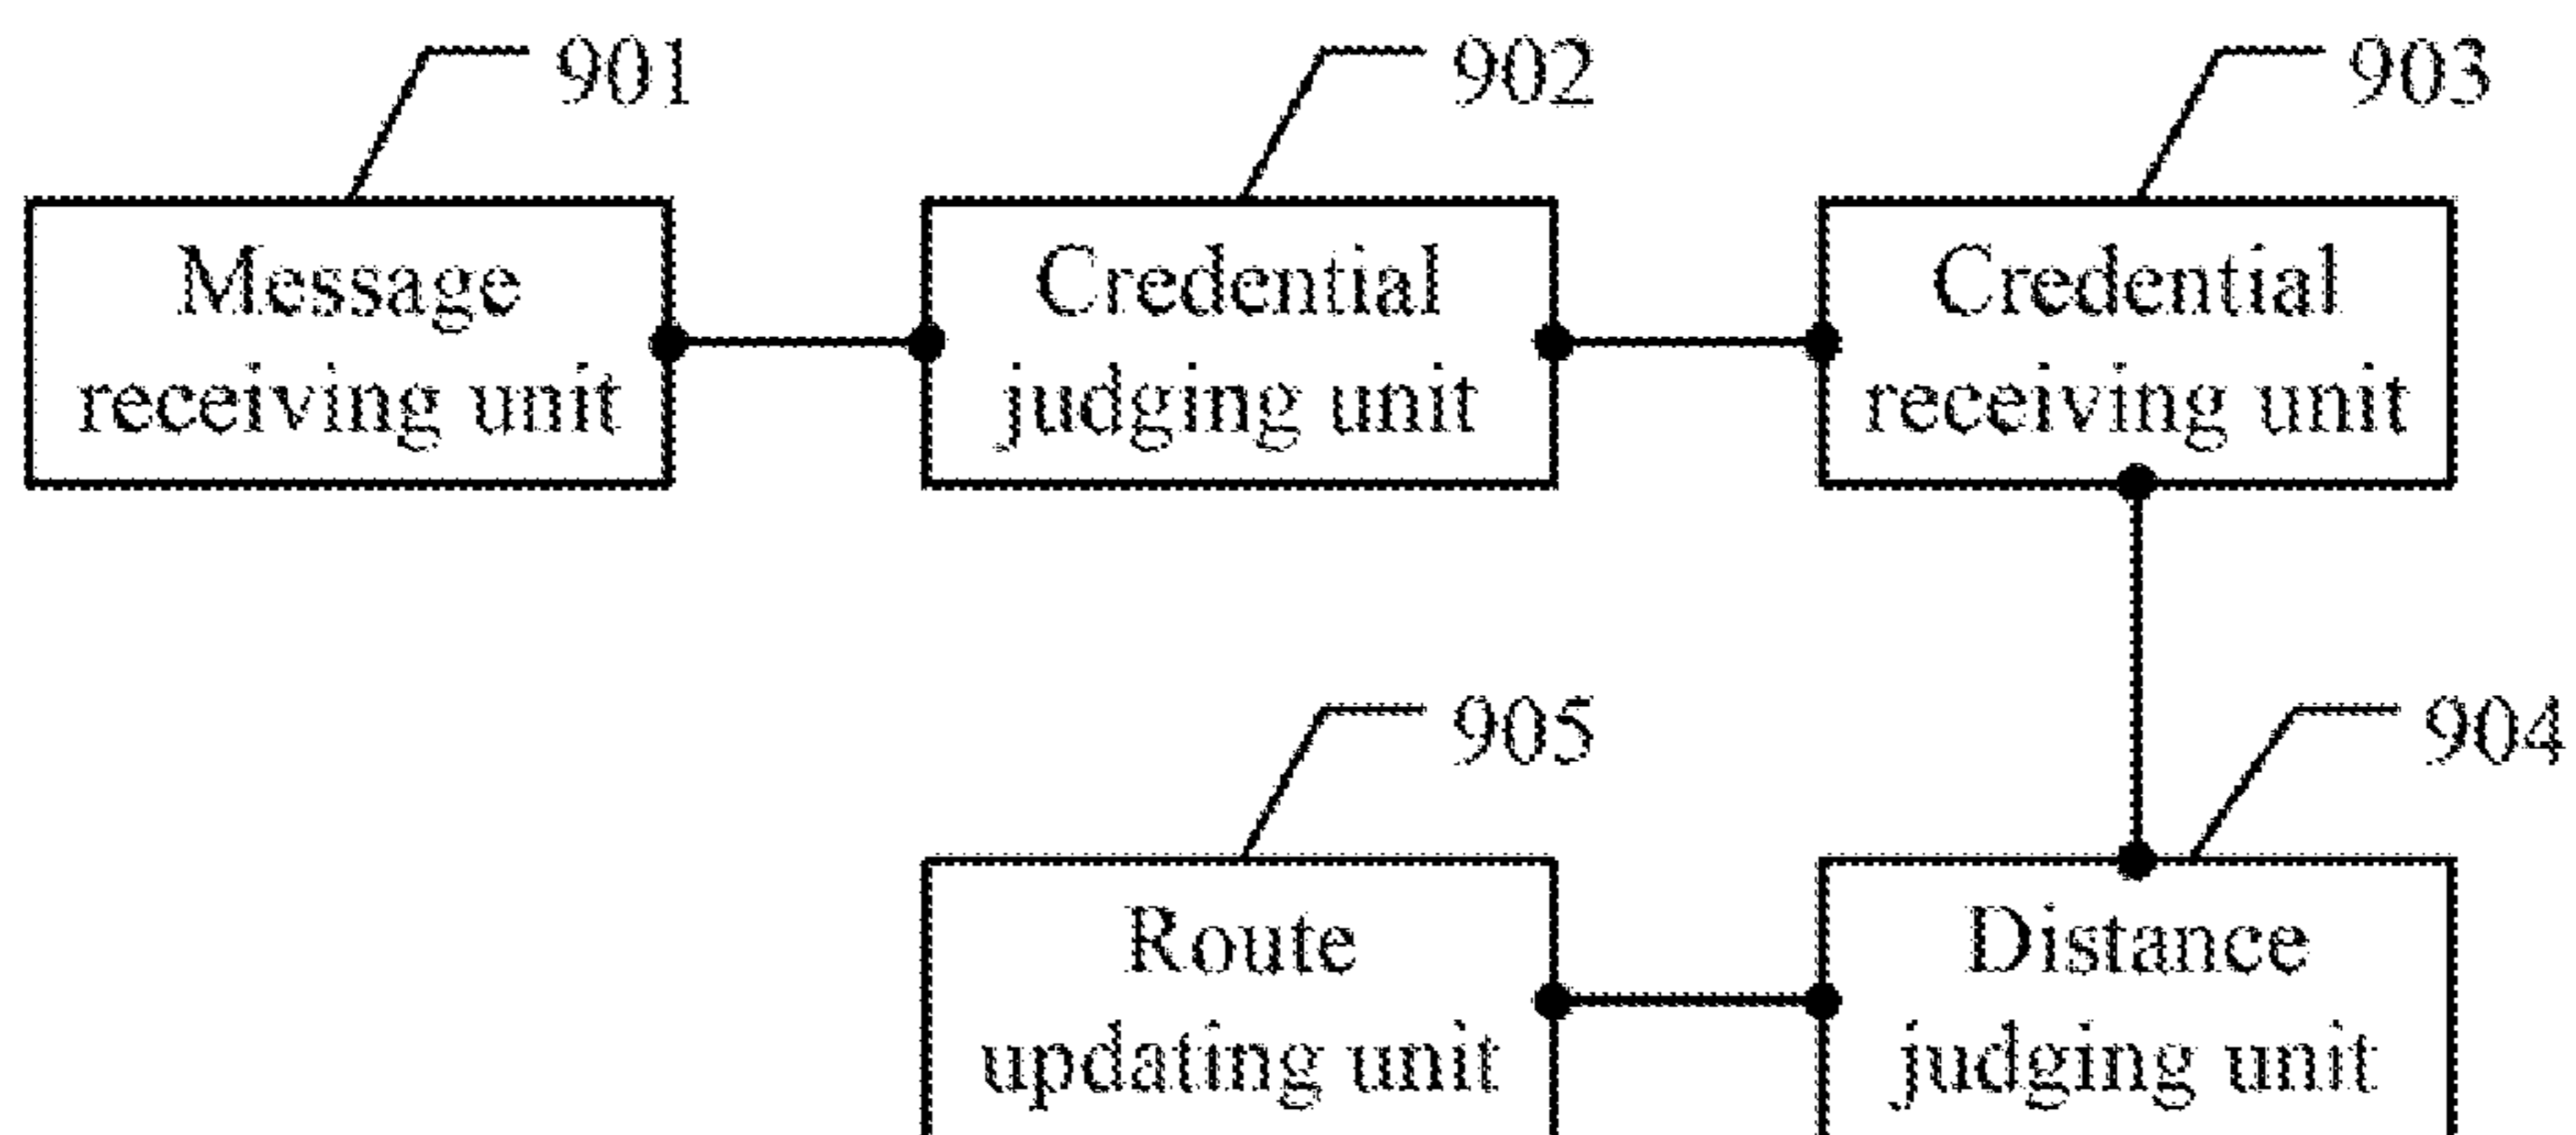 901
902
903
Message
receiving unit
Credential
judging unit
Credential
receiving unit
905
904
Route
updating unit
Distance
judging unit